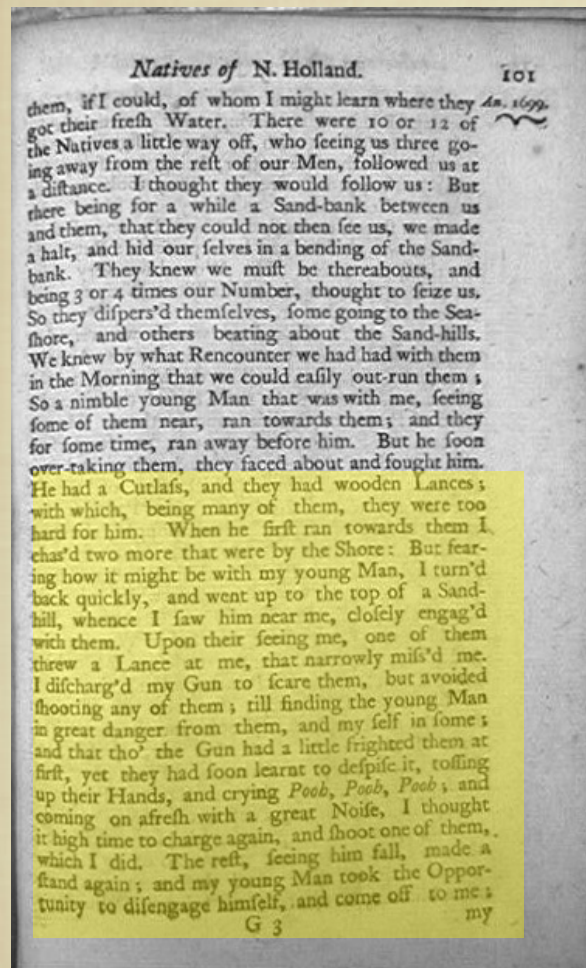 Natives of N. Holland. 101
them, if I could, of whom I might learn where they An. 1699.
got their freſh Water. There were 10 or 12 of
the Natives a little way off, who ſeeing us three go-
ing away from the reſt of our Men, followed us at
a diſtance. I thought they would follow us: But
there being for a while a Sand-bank between us
and them, that they could not then ſee us, we made
a halt, and hid our ſelves in a bending of the Sand-
bank. They knew we muſt be thereabouts, and
being 3 or 4 times our Number, thought to ſeize us.
So they diſpers'd themſelves, ſome going to the Sea-
ſhore, and others beating about the Sand-hills.
We knew by what Rencounter we had had with them
in the Morning that we could eaſily out-run them;
So a nimble young Man that was with me, ſeeing
ſome of them near, ran towards them; and they
for ſome time, ran away before him. But he ſoon
over-taking them, they faced about and fought him.
He had a Cutlaſs, and they had wooden Lances;
with which, being many of them, they were too
hard for him. When he firſt ran towards them I
chas'd two more that were by the Shore: But fear-
ing how it might be with my young Man, I turn'd
back quickly, and went up to the top of a Sand-
hill, whence I ſaw him near me, cloſely engag'd
with them. Upon their ſeeing me, one of them
threw a Lance at me, that narrowly miſs'd me.
I diſcharg'd my Gun to ſcare them, but avoided
ſhooting any of them; till finding the young Man
in great danger from them, and my ſelf in ſome;
and that tho' the Gun had a little frighted them at
firſt, yet they had ſoon learnt to deſpiſe it, toſſing
up their Hands, and crying Pooh, Pooh, Pooh; and
coming on afreſh with a great Noiſe, I thought
it high time to charge again, and ſhoot one of them,
which I did. The reſt, ſeeing him fall, made a
ſtand again; and my young Man took the Oppor-
tunity to diſengage himſelf, and come off to me;
G 3 my